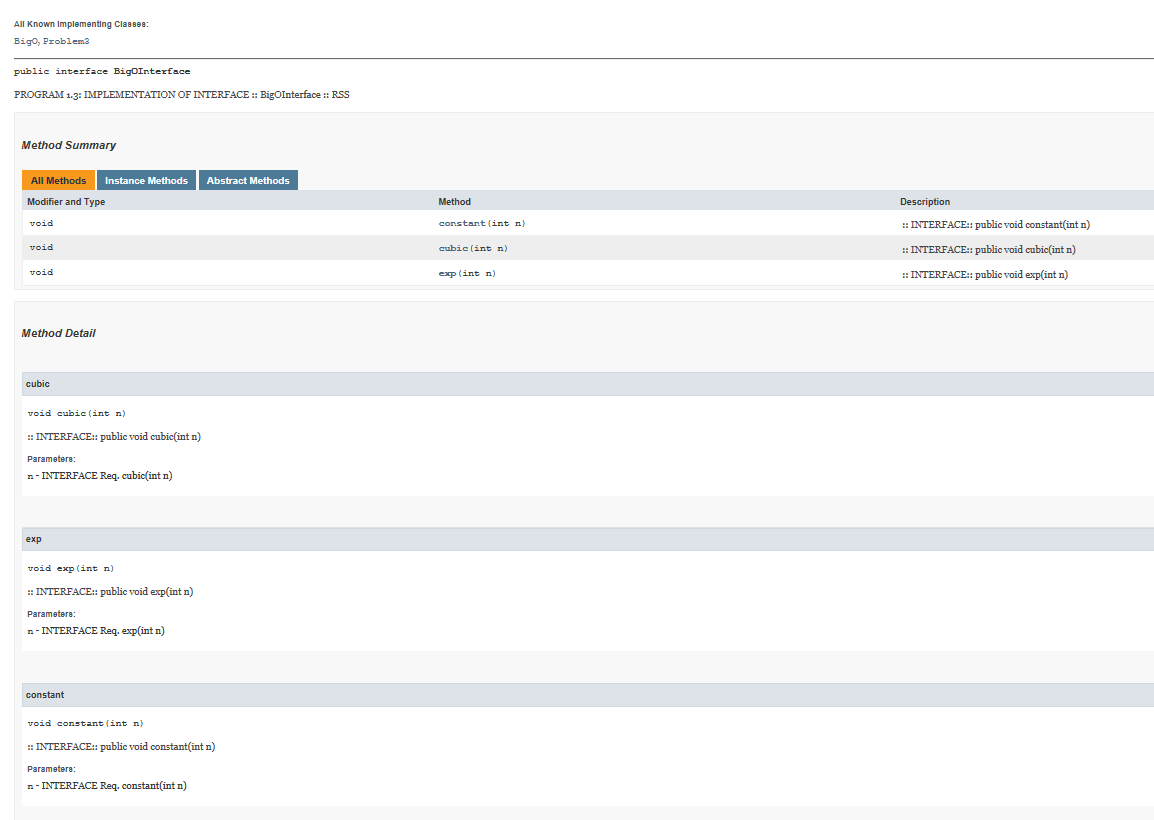 All Known Implementing Classes:
BigO, Problem3
public interface BigOInterface
PROGRAM 1.3: IMPLEMENTATION OF INTERFACE :: BigOInterface :: RSS
Method Summary
All Methods Instance Methods Abstract Methods
Modifier and Type Method Description
void constant(int n) :: INTERFACE:: public void constant(int n)
void cubic(int n) :: INTERFACE:: public void cubic(int n)
void exp(int n) :: INTERFACE:: public void exp(int n)
Method Detail
cubic
void cubic(int n)
:: INTERFACE:: public void cubic(int n)
Parameters:
n - INTERFACE Req. cubic(int n)
exp
void exp(int n)
:: INTERFACE:: public void exp(int n)
Parameters:
n - INTERFACE Req. exp(int n)
constant
void constant(int n)
:: INTERFACE:: public void constant(int n)
Parameters:
n - INTERFACE Req. constant(int n)